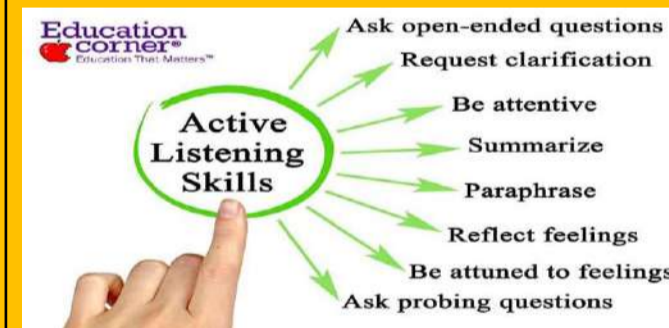 Education
corner®
Education That Matters™
Active
Listening
Skills
Ask open-ended questions
Request clarification
Be attentive
Summarize
Paraphrase
Reflect feelings
Be attuned to feelings
Ask probing questions